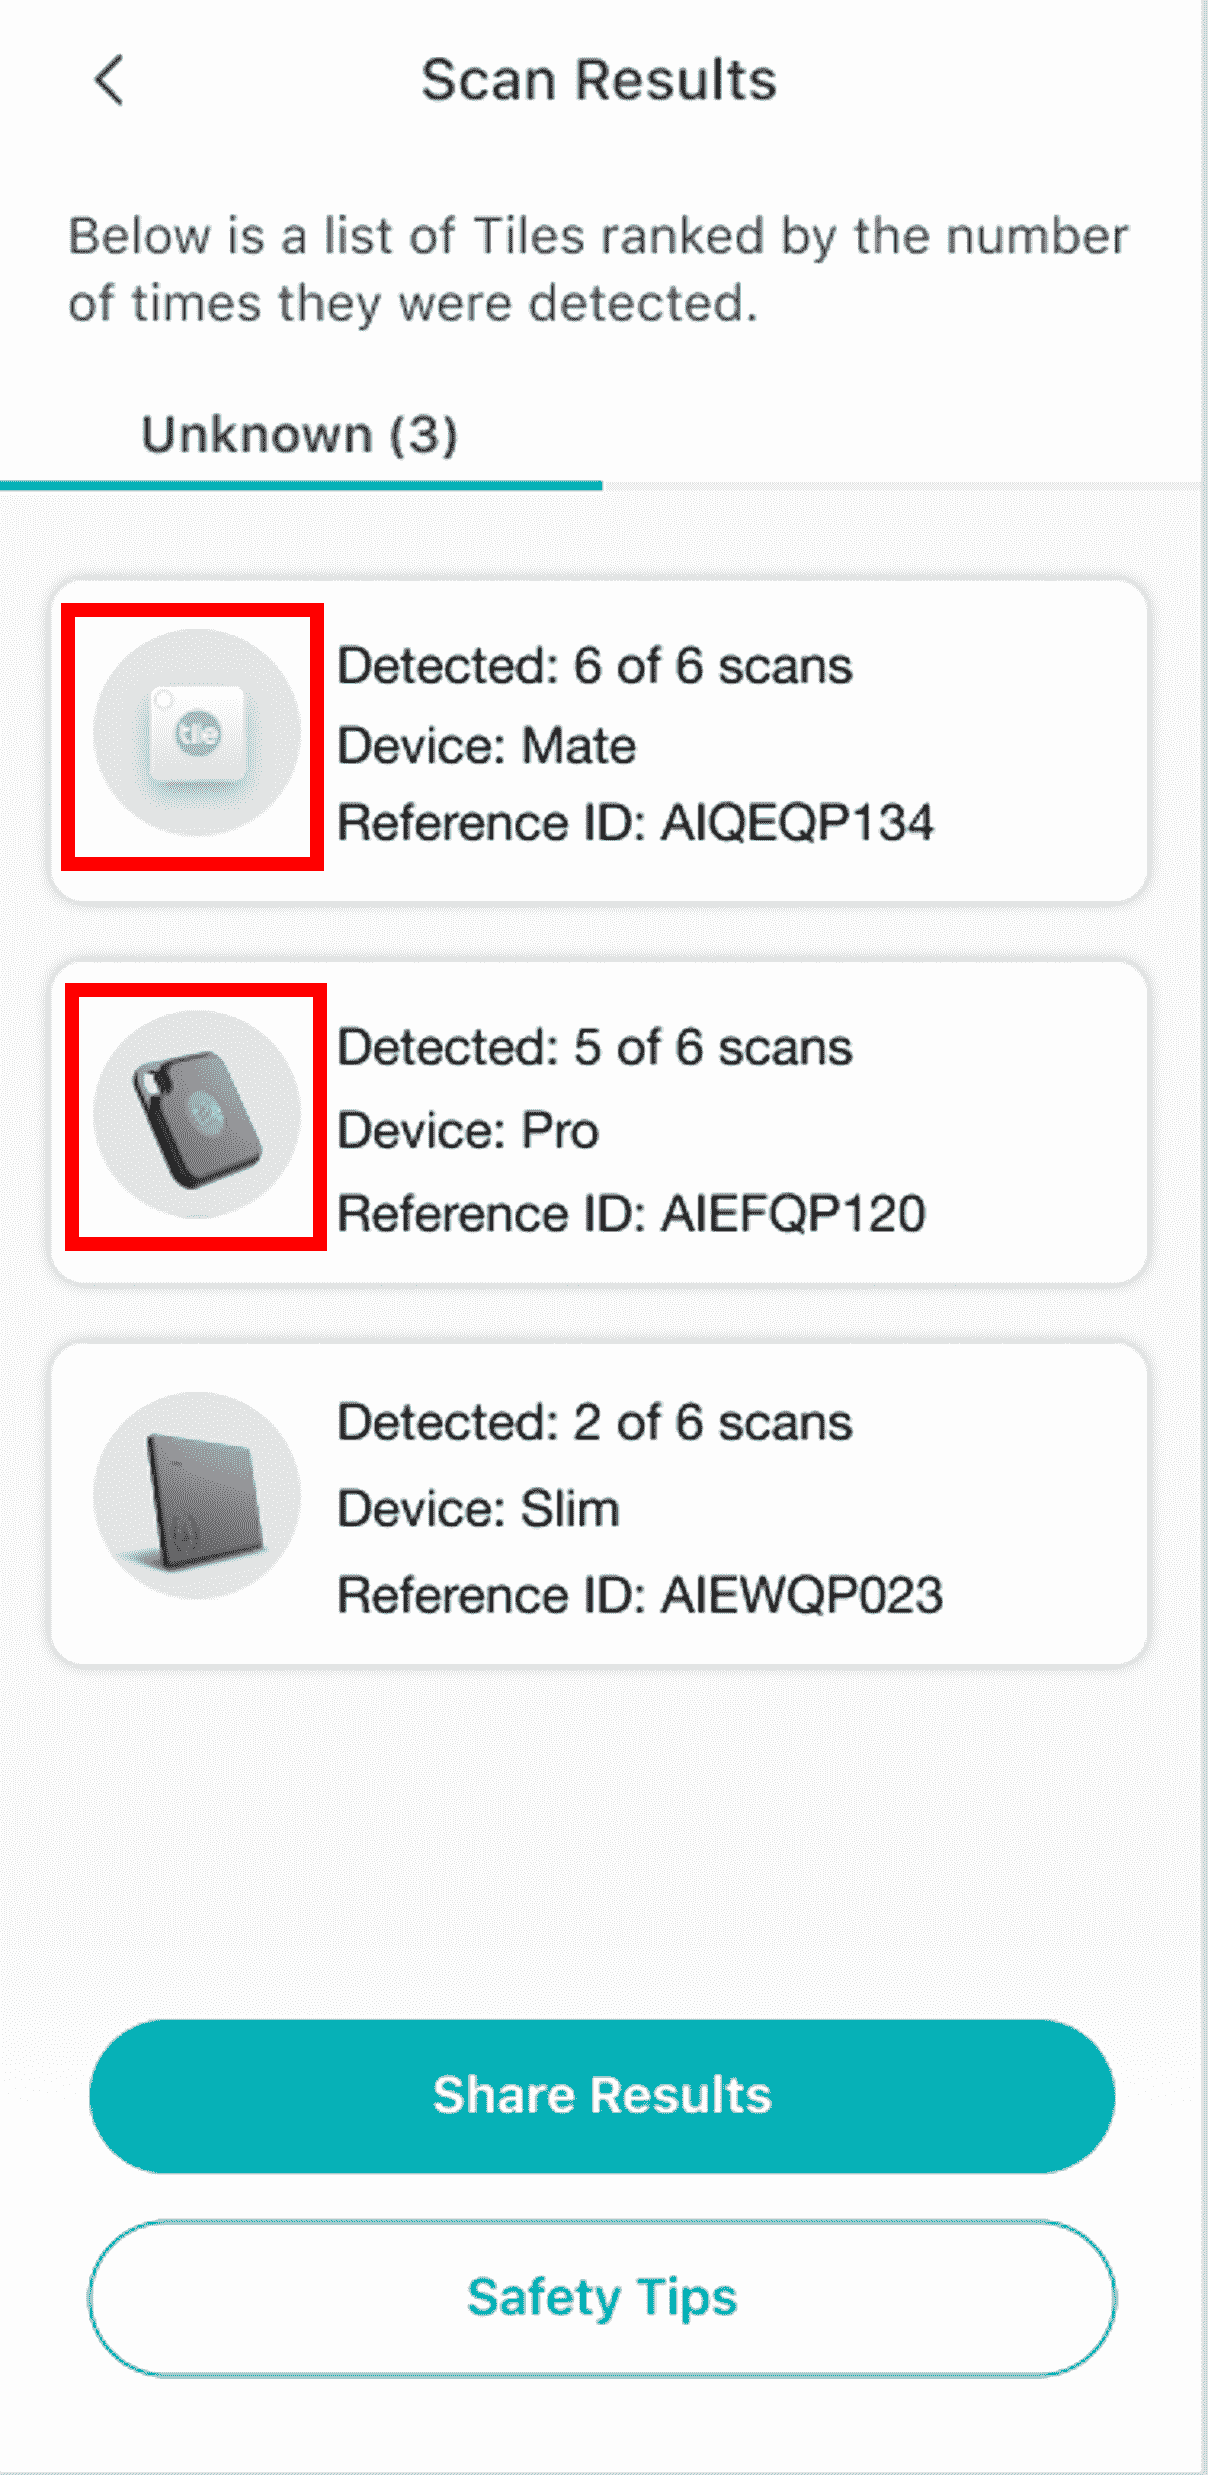 Scan Results
Below is a list of Tiles ranked by the number
of times they were detected.
Unknown (3)
tile
Detected: 6 of 6 scans
Device: Mate
Reference ID: AIQEQP134
Detected: 5 of 6 scans
Device: Pro
Reference ID: AIEFQP120
Detected: 2 of 6 scans
Device: Slim
Reference ID: AIEWQP023
Share Results
Safety Tips